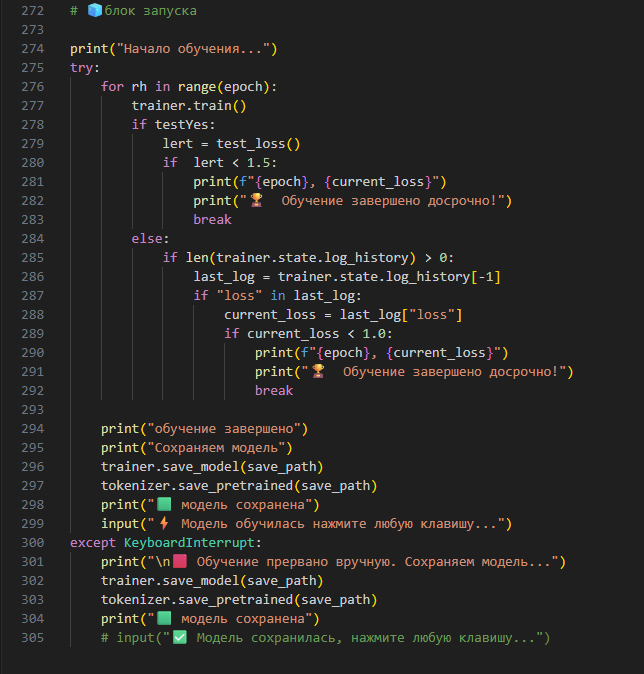 272 # 🧊блок запуска
273
274 print("Начало обучения...")
275 try:
276     for rh in range(epoch):
277         trainer.train()
278         if testYes:
279             lert = test_loss()
280             if  lert < 1.5:
281                 print(f"{epoch}, {current_loss}")
282                 print("🏆  Обучение завершено досрочно!")
283                 break
284         else:
285             if len(trainer.state.log_history) > 0:
286                 last_log = trainer.state.log_history[-1]
287                 if "loss" in last_log:
288                     current_loss = last_log["loss"]
289                     if current_loss < 1.0:
290                         print(f"{epoch}, {current_loss}")
291                         print("🏆  Обучение завершено досрочно!")
292                         break
293
294     print("обучение завершено")
295     print("Сохраняем модель")
296     trainer.save_model(save_path)
297     tokenizer.save_pretrained(save_path)
298     print("🟩 модель сохранена")
299     input("⚡ Модель обучилась нажмите любую клавишу...")
300 except KeyboardInterrupt:
301     print("\n🟥 Обучение прервано вручную. Сохраняем модель...")
302     trainer.save_model(save_path)
303     tokenizer.save_pretrained(save_path)
304     print("🟩 модель сохранена")
305     # input("✅ Модель сохранилась, нажмите любую клавишу...")